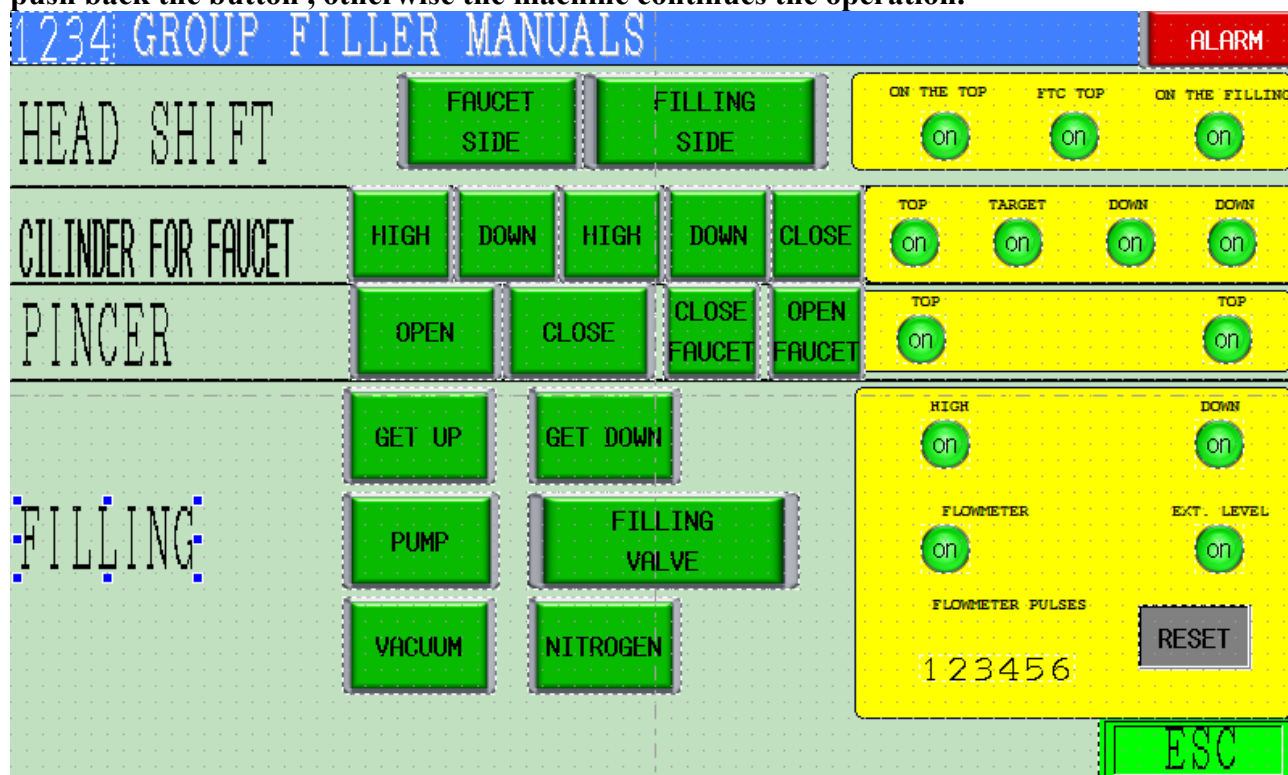 push back the button , otherwise the machine continues the operation.
1234 GROUP FILLER MANUALS
ALARM
HEAD SHIFT
FAUCET
SIDE
FILLING
SIDE
ON THE TOP
FTC TOP
ON THE FILLING
on
on
on
CILINDER FOR FAUCET
HIGH
DOWN
HIGH
DOWN
CLOSE
TOP
TARGET
DOWN
DOWN
on
on
on
on
PINCER
OPEN
CLOSE
CLOSE
FAUCET
OPEN
FAUCET
TOP
TOP
on
on
FILLING
GET UP
GET DOWN
PUMP
FILLING
VALVE
VACUUM
NITROGEN
HIGH
DOWN
on
on
FLOWMETER
EXT. LEVEL
on
on
FLOWMETER PULSES
123456
RESET
ESC